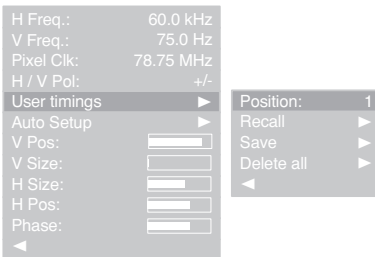 H Freq.: 60.0 kHz
V Freq.: 75.0 Hz
Pixel Clk: 78.75 MHz
H / V Pol: +/-
User timings
Auto Setup
V Pos:
V Size:
H Size:
H Pos:
Phase:
Position: 1
Recall
Save
Delete all